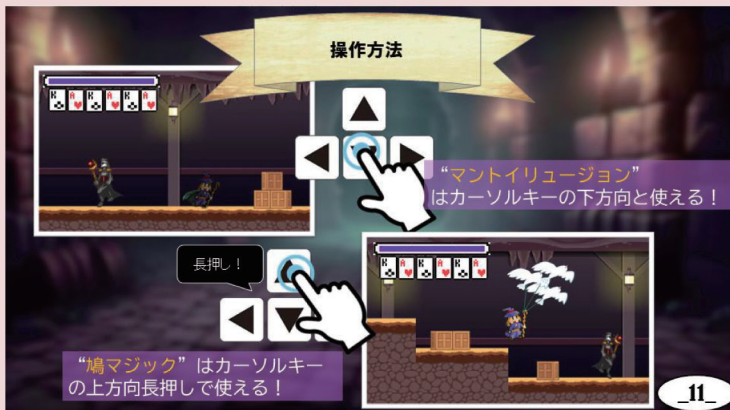 操作方法
K A K A K A
“マントイリュージョン”
はカーソルキーの下方向と使える！
長押し！
K A K A K A
“鳩マジック”はカーソルキー
の上方向長押しで使える！
_11_